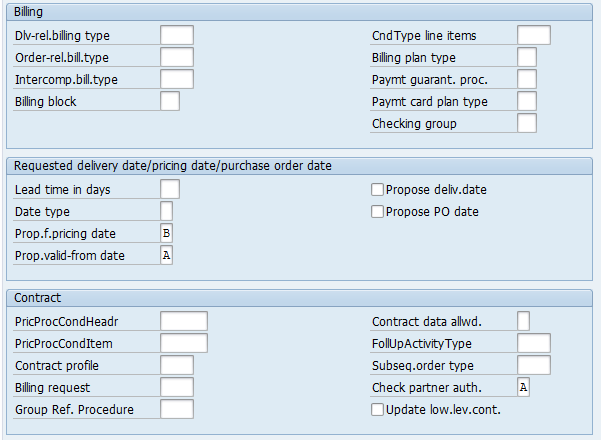 Billing
Dlv-rel.billing type
CndType line items
Order-rel.bill.type
Billing plan type
Intercomp.bill.type
Paymt guarant. proc.
Billing block
Paymt card plan type
Checking group
Requested delivery date/pricing date/purchase order date
Lead time in days
Propose deliv.date
Date type
Propose PO date
Prop.f.pricing date B
Prop.valid-from date A
Contract
PricProcCondHeadr
Contract data allwd.
PricProcCondItem
FollUpActivityType
Contract profile
Subseq.order type
Billing request
Check partner auth. A
Group Ref. Procedure
Update low.lev.cont.